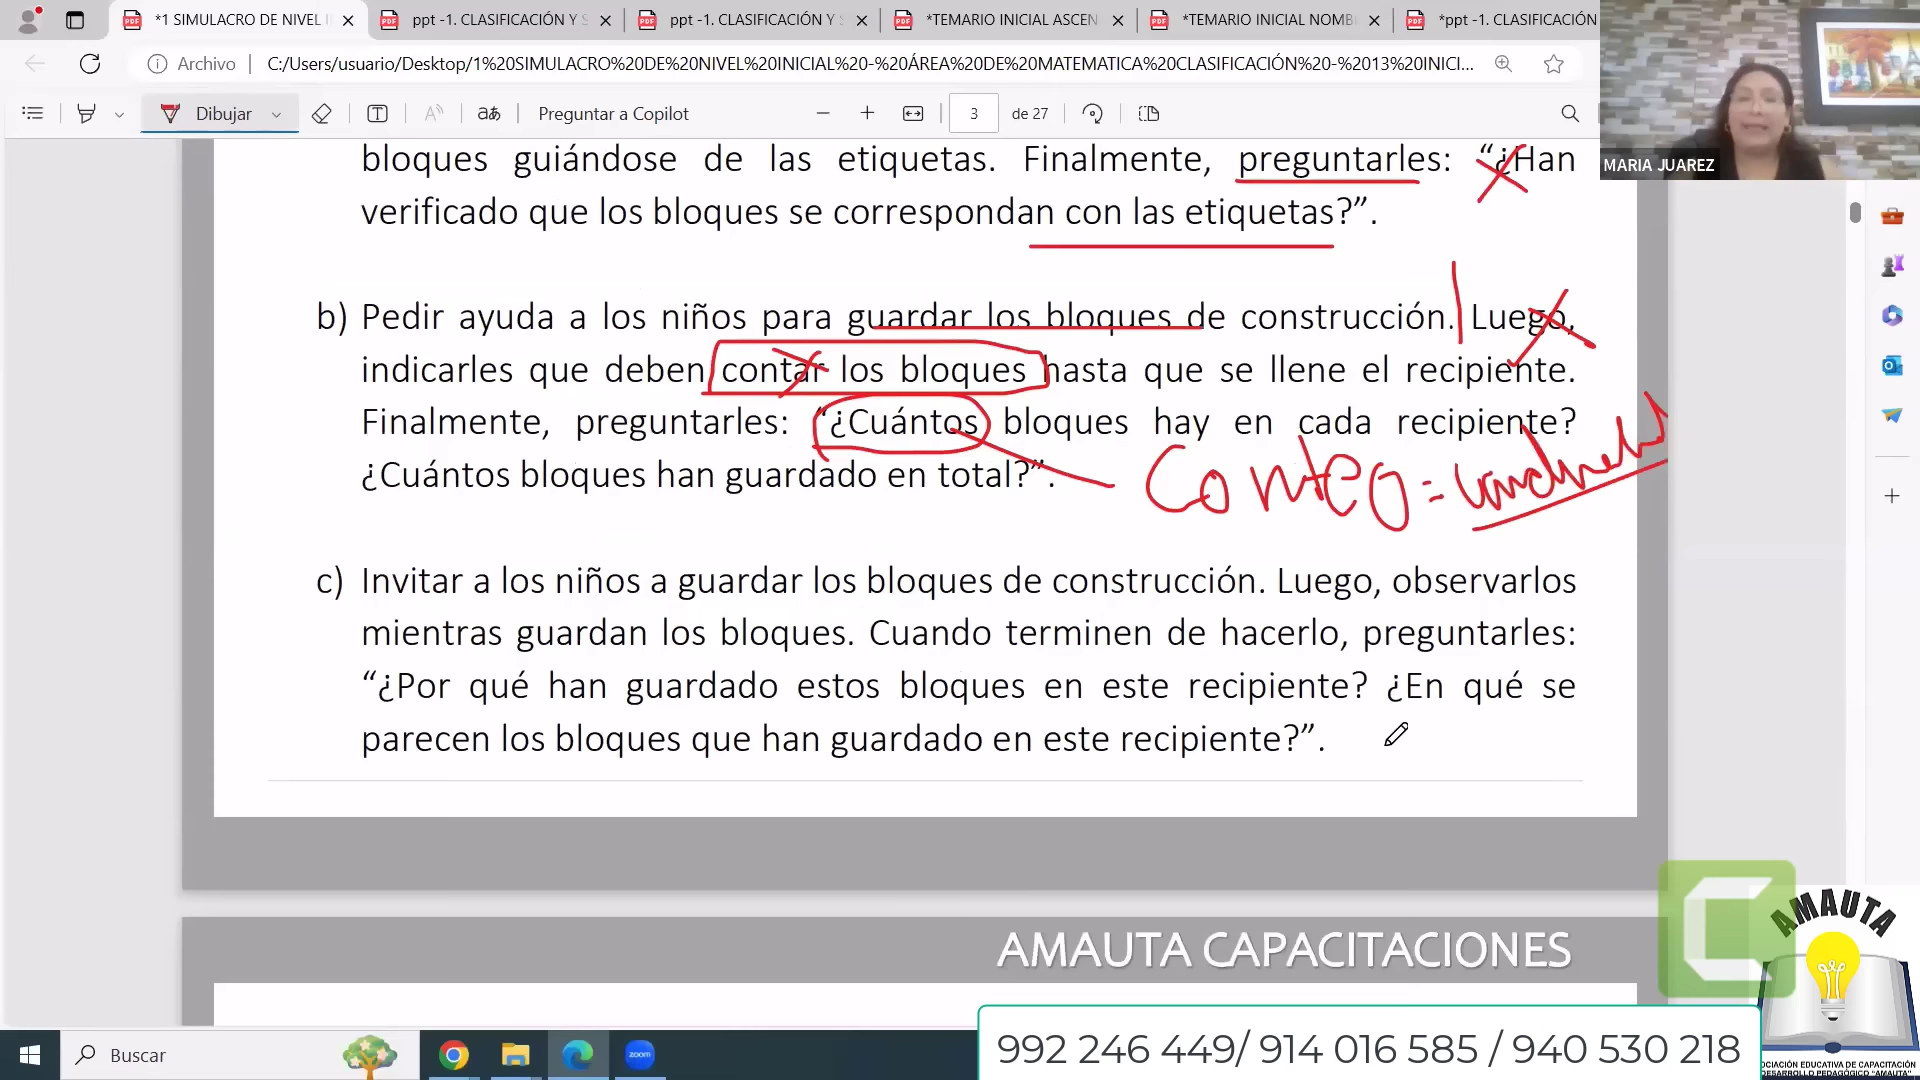 *1 SIMULACRO DE NIVEL I
ppt -1. CLASIFICACIÓN Y S
ppt -1. CLASIFICACIÓN Y S
*TEMARIO INICIAL ASCEN
*TEMARIO INICIAL NOMB
*ppt -1. CLASIFICACIÓN
Archivo
C:/Users/usuario/Desktop/1%20SIMULACRO%20DE%20NIVEL%20INICIAL%20-%20ÁREA%20DE%20MATEMATICA%20CLASIFICACIÓN%20-%2013%20INICI...
Dibujar
Preguntar a Copilot
3 de 27
MARIA JUAREZ
bloques guiándose de las etiquetas. Finalmente, preguntarles: “¿Han
verificado que los bloques se correspondan con las etiquetas?”.
b) Pedir ayuda a los niños para guardar los bloques de construcción. Luego,
indicarles que deben contar los bloques hasta que se llene el recipiente.
Finalmente, preguntarles: “¿Cuántos bloques hay en cada recipiente?
¿Cuántos bloques han guardado en total?”.
Conteo =
c) Invitar a los niños a guardar los bloques de construcción. Luego, observarlos
mientras guardan los bloques. Cuando terminen de hacerlo, preguntarles:
“¿Por qué han guardado estos bloques en este recipiente? ¿En qué se
parecen los bloques que han guardado en este recipiente?”.
AMAUTA CAPACITACIONES
AMAUTA
992 246 449/ 914 016 585 / 940 530 218
OCIACIÓN EDUCATIVA DE CAPACITACIÓN
DESARROLLO PEDAGÓGICO "AMAUTA"
Buscar
zoom